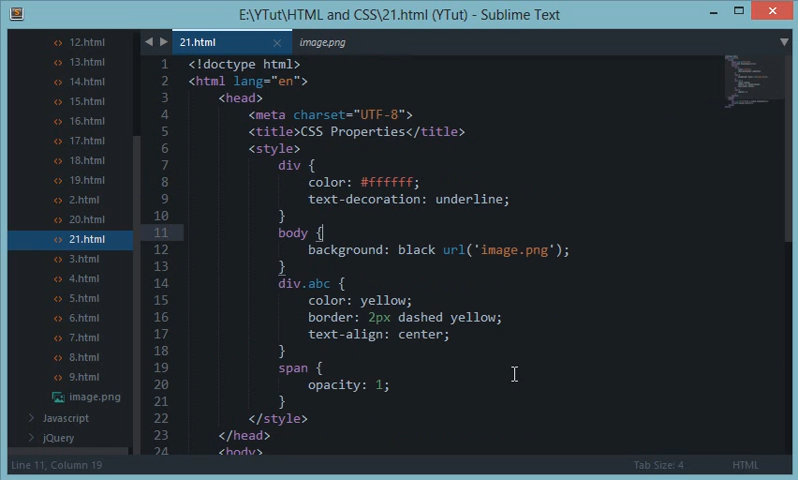 E:\YTut\HTML and CSS\21.html (YTut) - Sublime Text
21.html
image.png
12.html
13.html
14.html
15.html
16.html
17.html
18.html
19.html
2.html
20.html
21.html
3.html
4.html
5.html
6.html
7.html
8.html
9.html
image.png
Javascript
jQuery
1 <!doctype html>
2 <html lang="en">
3 <head>
4 <meta charset="UTF-8">
5 <title>CSS Properties</title>
6 <style>
7 div {
8 color: #ffffff;
9 text-decoration: underline;
10 }
11 body {
12 background: black url('image.png');
13 }
14 div.abc {
15 color: yellow;
16 border: 2px dashed yellow;
17 text-align: center;
18 }
19 span {
20 opacity: 1;
21 }
22 </style>
23 </head>
24 <body>
Line 11, Column 19
Tab Size: 4
HTML